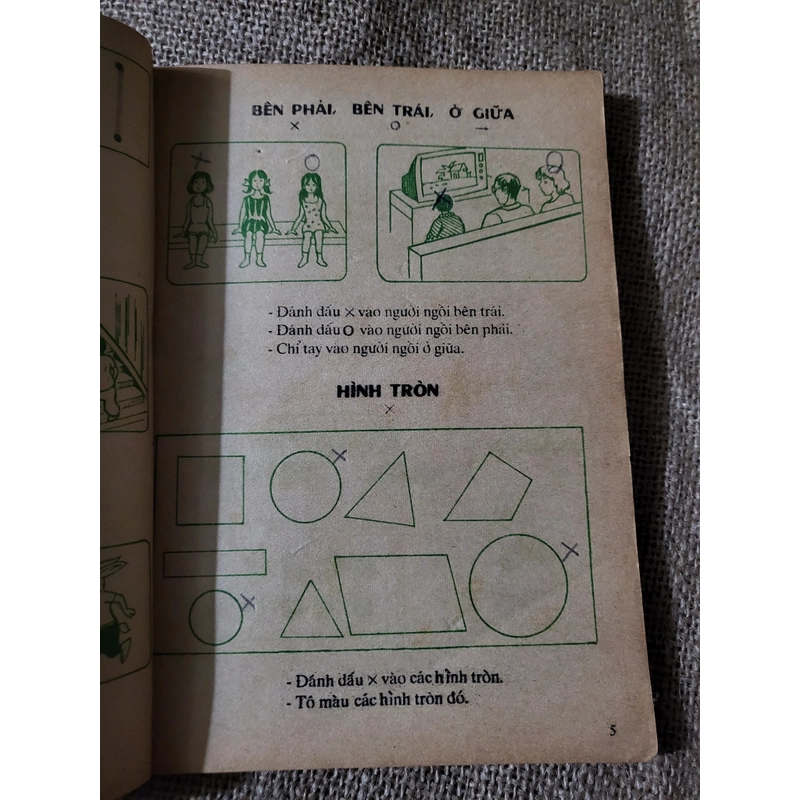 BÊN PHẢI, BÊN TRÁI, Ở GIỮA
- Đánh dấu × vào người ngồi bên trái.
- Đánh dấu O vào người ngồi bên phải.
- Chỉ tay vào người ngồi ở giữa.
HÌNH TRÒN
- Đánh dấu × vào các hình tròn.
- Tô màu các hình tròn đó.
5